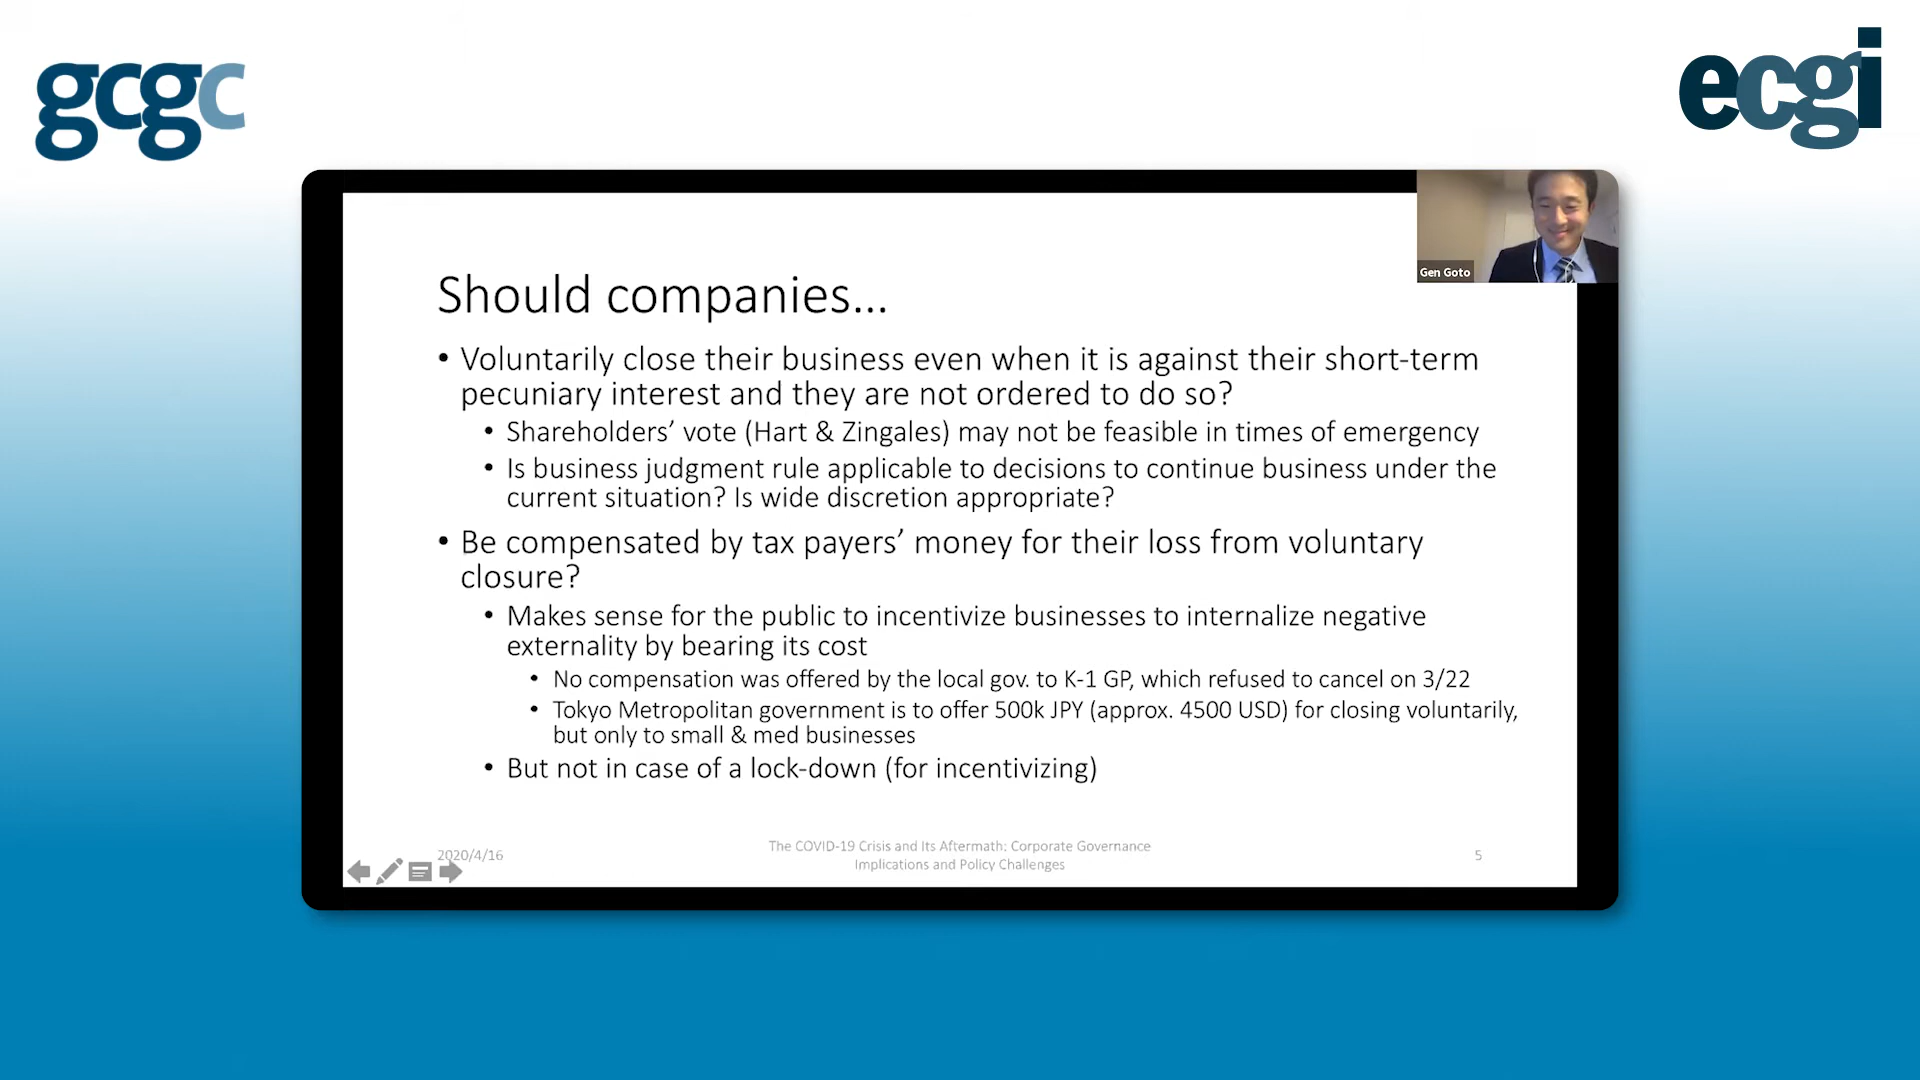 gcgc
ecgi
Gen Goto
Should companies...
• Voluntarily close their business even when it is against their short-term
pecuniary interest and they are not ordered to do so?
• Shareholders’ vote (Hart & Zingales) may not be feasible in times of emergency
• Is business judgment rule applicable to decisions to continue business under the
current situation? Is wide discretion appropriate?
• Be compensated by tax payers’ money for their loss from voluntary
closure?
• Makes sense for the public to incentivize businesses to internalize negative
externality by bearing its cost
• No compensation was offered by the local gov. to K-1 GP, which refused to cancel on 3/22
• Tokyo Metropolitan government is to offer 500k JPY (approx. 4500 USD) for closing voluntarily,
but only to small & med businesses
• But not in case of a lock-down (for incentivizing)
2020/4/16
The COVID-19 Crisis and Its Aftermath: Corporate Governance
Implications and Policy Challenges
5